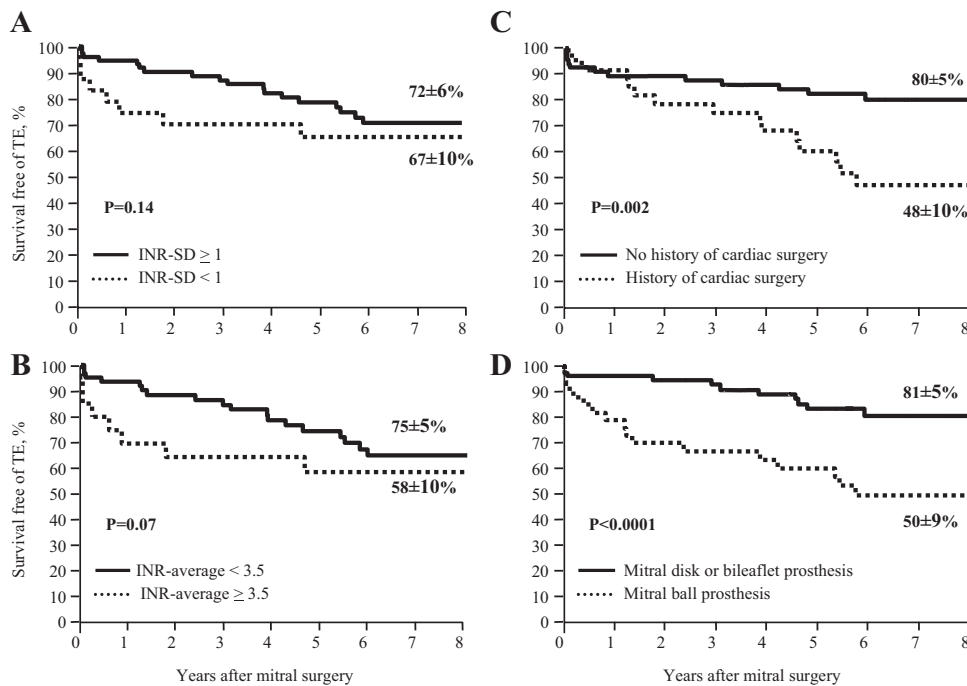 A
Survival free of TE, %
100
90
80
70
60
50
40
30
20
10
0
72±6%
67±10%
P=0.14
INR-SD ≥ 1
INR-SD < 1
0 1 2 3 4 5 6 7 8
B
Survival free of TE, %
100
90
80
70
60
50
40
30
20
10
0
75±5%
58±10%
P=0.07
INR-average < 3.5
INR-average ≥ 3.5
0 1 2 3 4 5 6 7 8
Years after mitral surgery
C
100
90
80
70
60
50
40
30
20
10
0
80±5%
48±10%
P=0.002
No history of cardiac surgery
History of cardiac surgery
0 1 2 3 4 5 6 7 8
D
100
90
80
70
60
50
40
30
20
10
0
81±5%
50±9%
P<0.0001
Mitral disk or bileaflet prosthesis
Mitral ball prosthesis
0 1 2 3 4 5 6 7 8
Years after mitral surgery